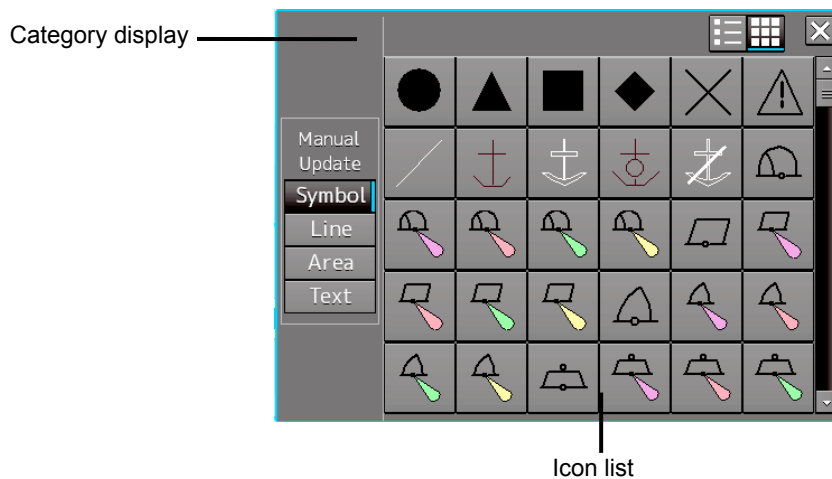 Category display
Manual
Update
Symbol
Line
Area
Text
Icon list